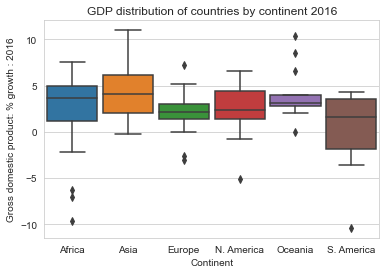 GDP distribution of countries by continent 2016
Gross domestic product: % growth : 2016
10
5
0
−5
−10
Africa Asia Europe N. America Oceania S. America
Continent